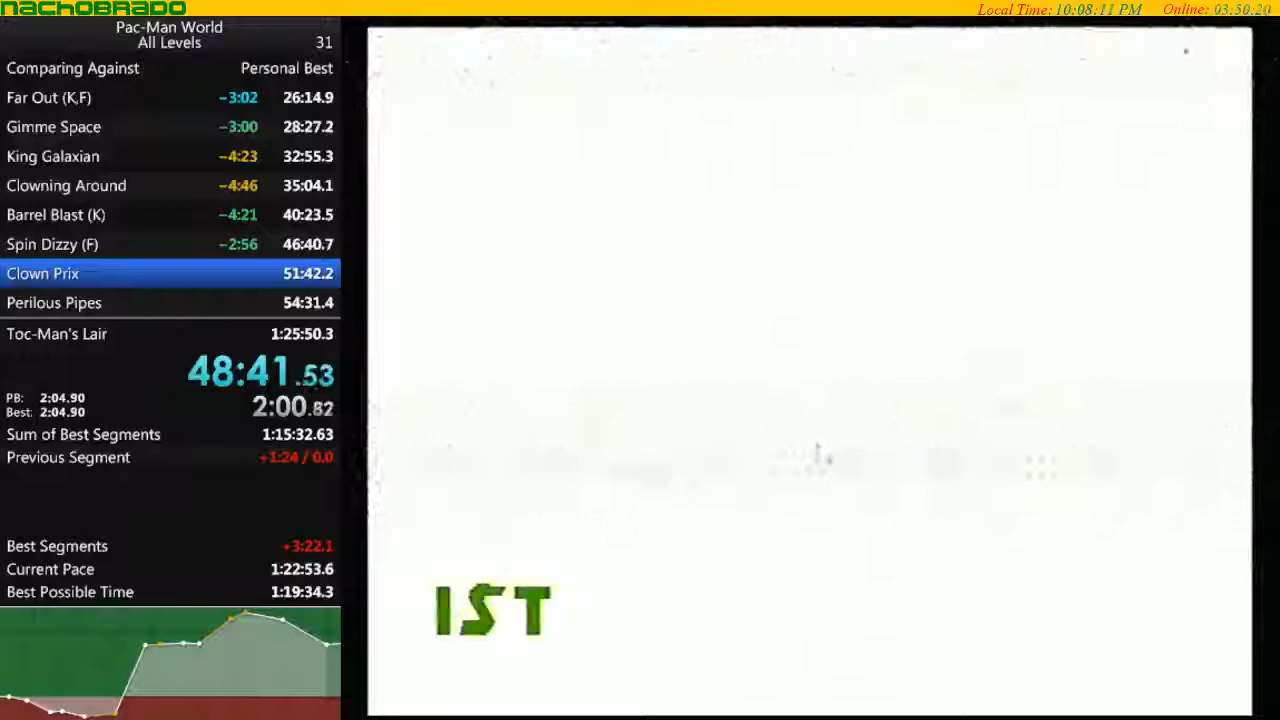 NACHOBRADO
Local Time: 10:08:11 PM Online: 03:50:20
Pac-Man World
All Levels 31
Comparing Against Personal Best
Far Out (K,F) −3:02 26:14.9
Gimme Space −3:00 28:27.2
King Galaxian −4:23 32:55.3
Clowning Around −4:46 35:04.1
Barrel Blast (K) −4:21 40:23.5
Spin Dizzy (F) −2:56 46:40.7
Clown Prix 51:42.2
Perilous Pipes 54:31.4
Toc-Man's Lair 1:25:50.3
48:41.53
PB: 2:04.90
Best: 2:04.90
2:00.82
Sum of Best Segments 1:15:32.63
Previous Segment +1:24 / 0.0
Best Segments +3:22.1
Current Pace 1:22:53.6
Best Possible Time 1:19:34.3
IST